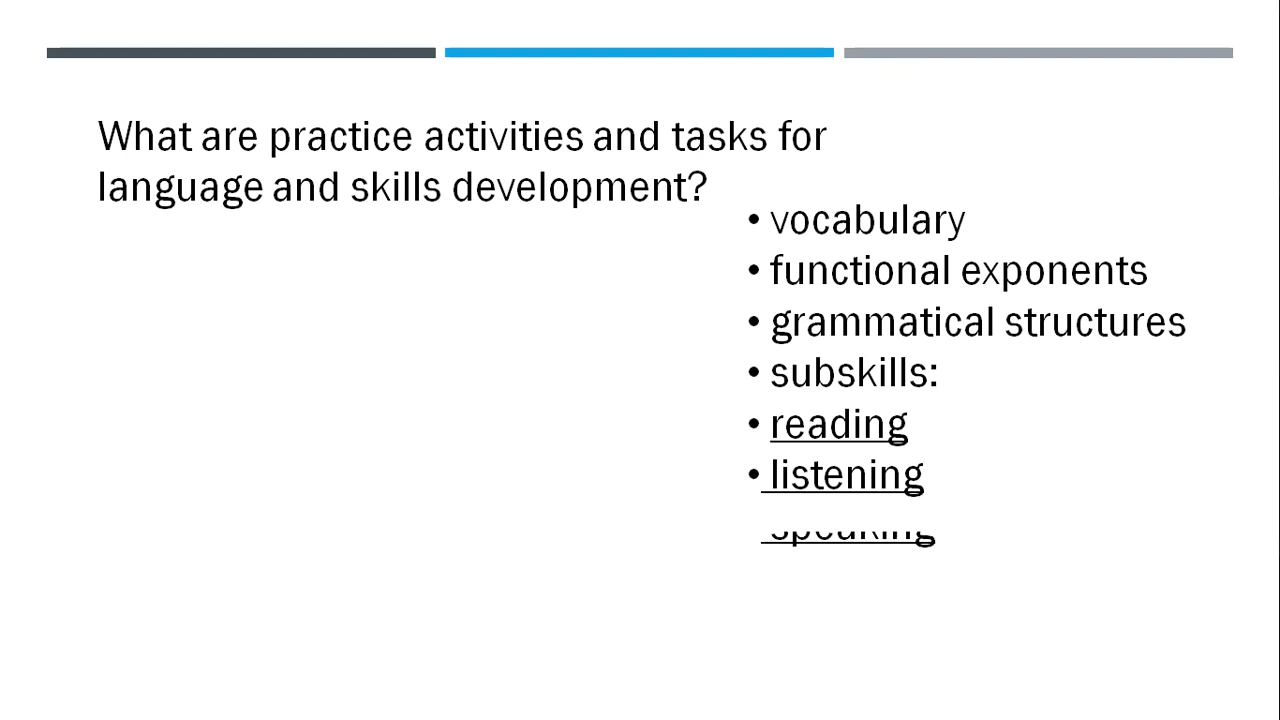 What are practice activities and tasks for
language and skills development?
• vocabulary
• functional exponents
• grammatical structures
• subskills:
• reading
• listening
speaking